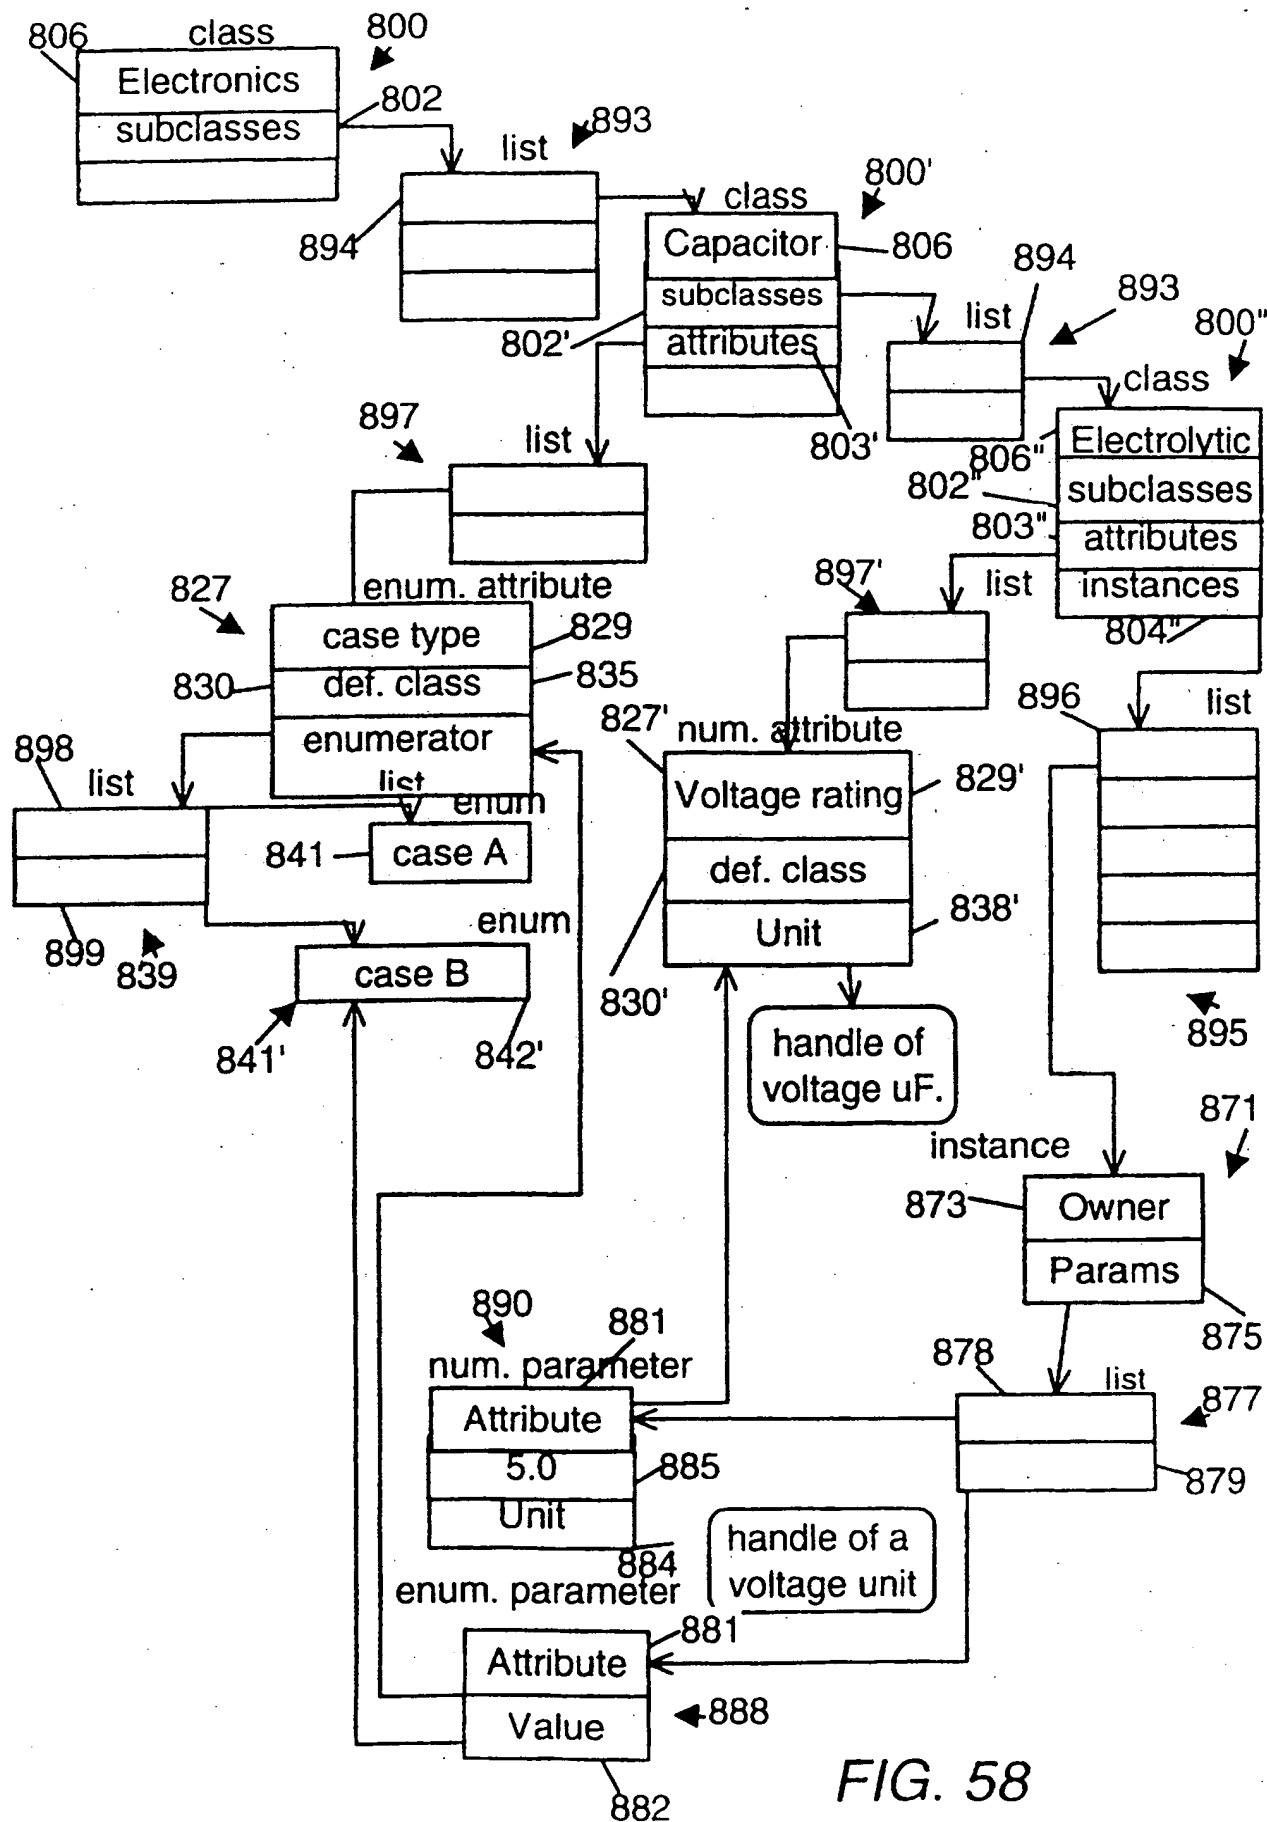 806
class
800
Electronics
802
subclasses
893
list
894
800'
class
Capacitor
806
subclasses
894
893
802'
attributes
list
800"
class
897
list
803'
806"
Electrolytic
802"
subclasses
803"
attributes
897'
list
instances
804"
827
enum. attribute
case type
829
830
def. class
835
enumerator
827'
num. attribute
896
list
898
list
list
enum
Voltage rating
829'
841
case A
def. class
enum
Unit
838'
899
839
case B
830'
841'
842'
handle of
voltage uF.
895
871
instance
873
Owner
Params
875
890
881
num. parameter
878
list
877
Attribute
5.0
885
879
Unit
884
handle of a
voltage unit
enum. parameter
881
Attribute
Value
888
882
FIG. 58